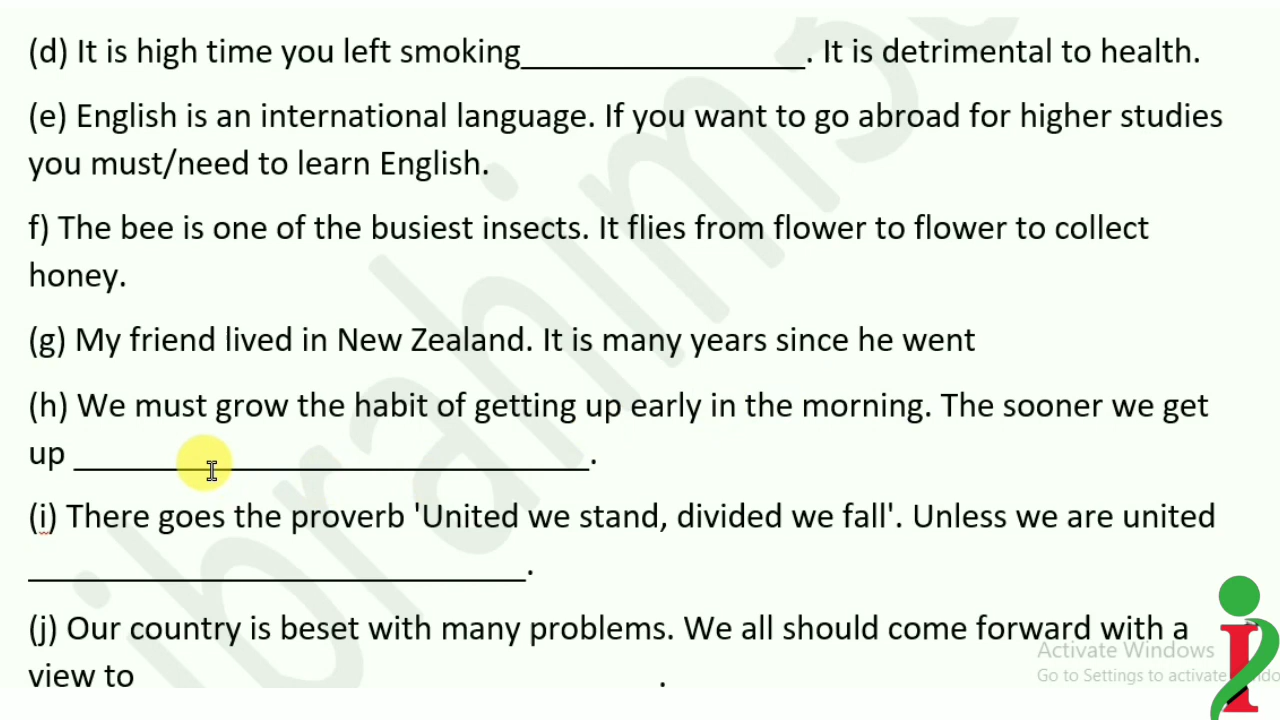 (d) It is high time you left smoking________________. It is detrimental to health.
(e) English is an international language. If you want to go abroad for higher studies
you must/need to learn English.
f) The bee is one of the busiest insects. It flies from flower to flower to collect
honey.
(g) My friend lived in New Zealand. It is many years since he went
(h) We must grow the habit of getting up early in the morning. The sooner we get
up _____________________________.
(i) There goes the proverb 'United we stand, divided we fall'. Unless we are united
____________________________.
(j) Our country is beset with many problems. We all should come forward with a
view to                              .
Activate Windows
Go to Settings to activate